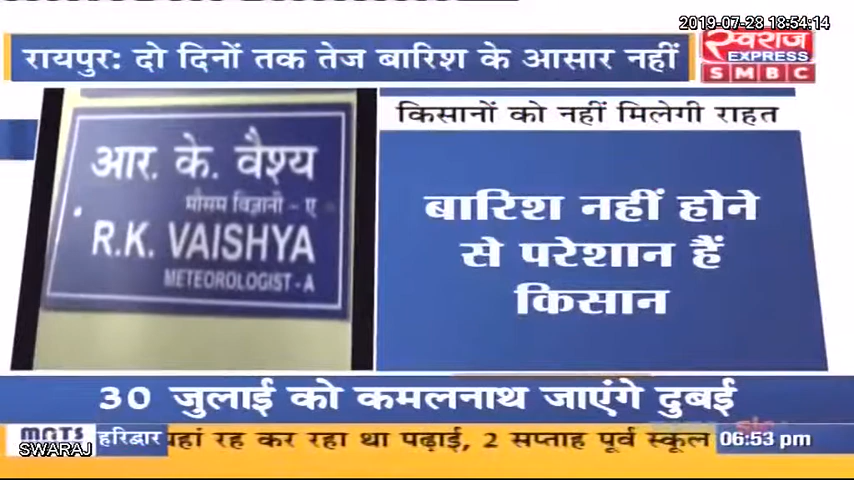 2019-07-28 18:54:14
स्वराज
EXPRESS
SMBC
रायपुर: दो दिनों तक तेज बारिश के आसार नहीं
किसानों को नहीं मिलेगी राहत
आर. के. वैश्य
मौसम विज्ञानी - ए
R.K. VAISHYA
METEOROLOGIST - A
बारिश नहीं होने
से परेशान हैं
किसान
30 जुलाई को कमलनाथ जाएंगे दुबई
SWARAJ
हरिद्वार
यहां रह कर रहा था पढ़ाई, 2 सप्ताह पूर्व स्कूल
06:53 pm